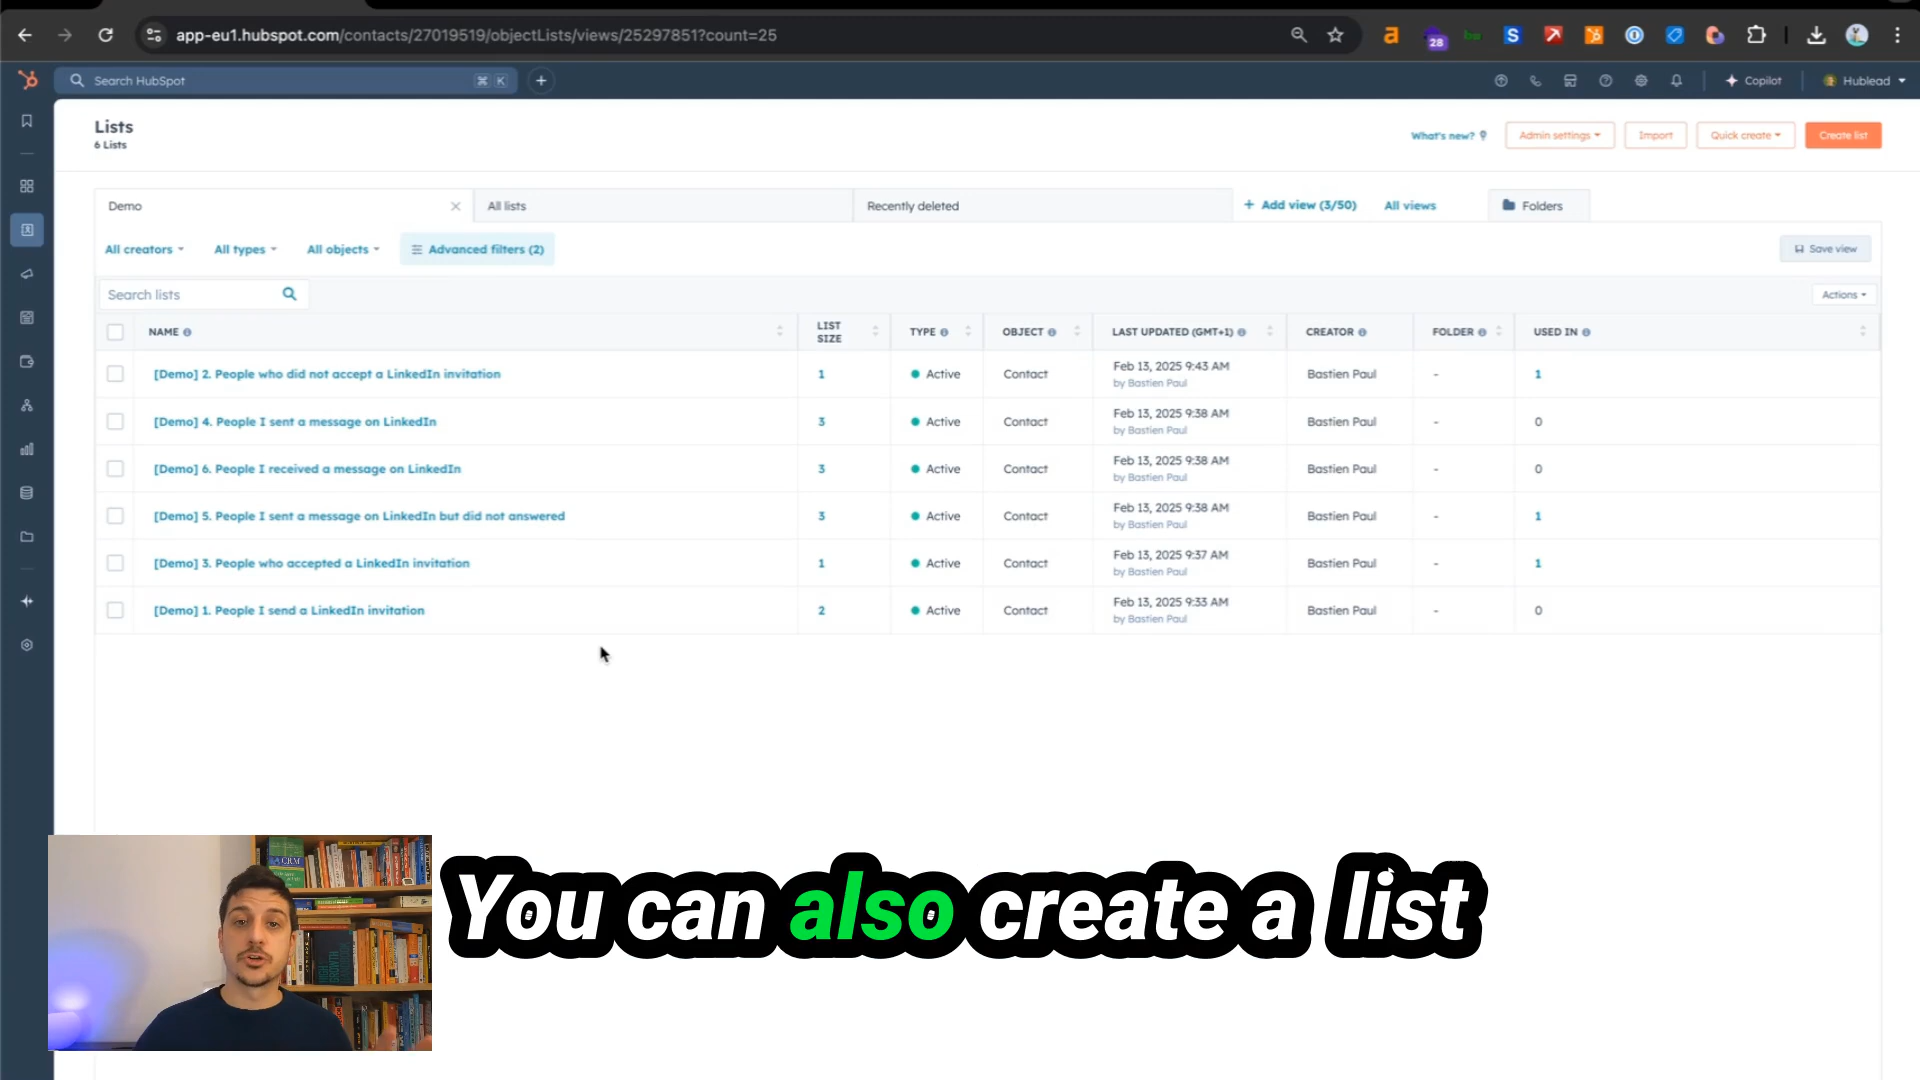 app-eu1.hubspot.com/contacts/27019519/objectLists/views/25297851?count=25
28
S
Search HubSpot
⌘ K
+
Copilot
Hublead
Lists
6 Lists
What's new?
Admin settings
Import
Quick create
Create list
Demo
All lists
Recently deleted
+ Add view (3/50)
All views
Folders
All creators
All types
All objects
Advanced filters (2)
Save view
Search lists
Actions
NAME
LIST SIZE
TYPE
OBJECT
LAST UPDATED (GMT+1)
CREATOR
FOLDER
USED IN
[Demo] 2. People who did not accept a LinkedIn invitation 1 Active Contact Feb 13, 2025 9:43 AM Bastien Paul - 1
by Bastien Paul
[Demo] 4. People I sent a message on LinkedIn 3 Active Contact Feb 13, 2025 9:38 AM Bastien Paul - 0
by Bastien Paul
[Demo] 6. People I received a message on LinkedIn 3 Active Contact Feb 13, 2025 9:38 AM Bastien Paul - 0
by Bastien Paul
[Demo] 5. People I sent a message on LinkedIn but did not answered 3 Active Contact Feb 13, 2025 9:38 AM Bastien Paul - 1
by Bastien Paul
[Demo] 3. People who accepted a LinkedIn invitation 1 Active Contact Feb 13, 2025 9:37 AM Bastien Paul - 1
by Bastien Paul
[Demo] 1. People I send a LinkedIn invitation 2 Active Contact Feb 13, 2025 9:33 AM Bastien Paul - 0
by Bastien Paul
CRM
You can also create a list